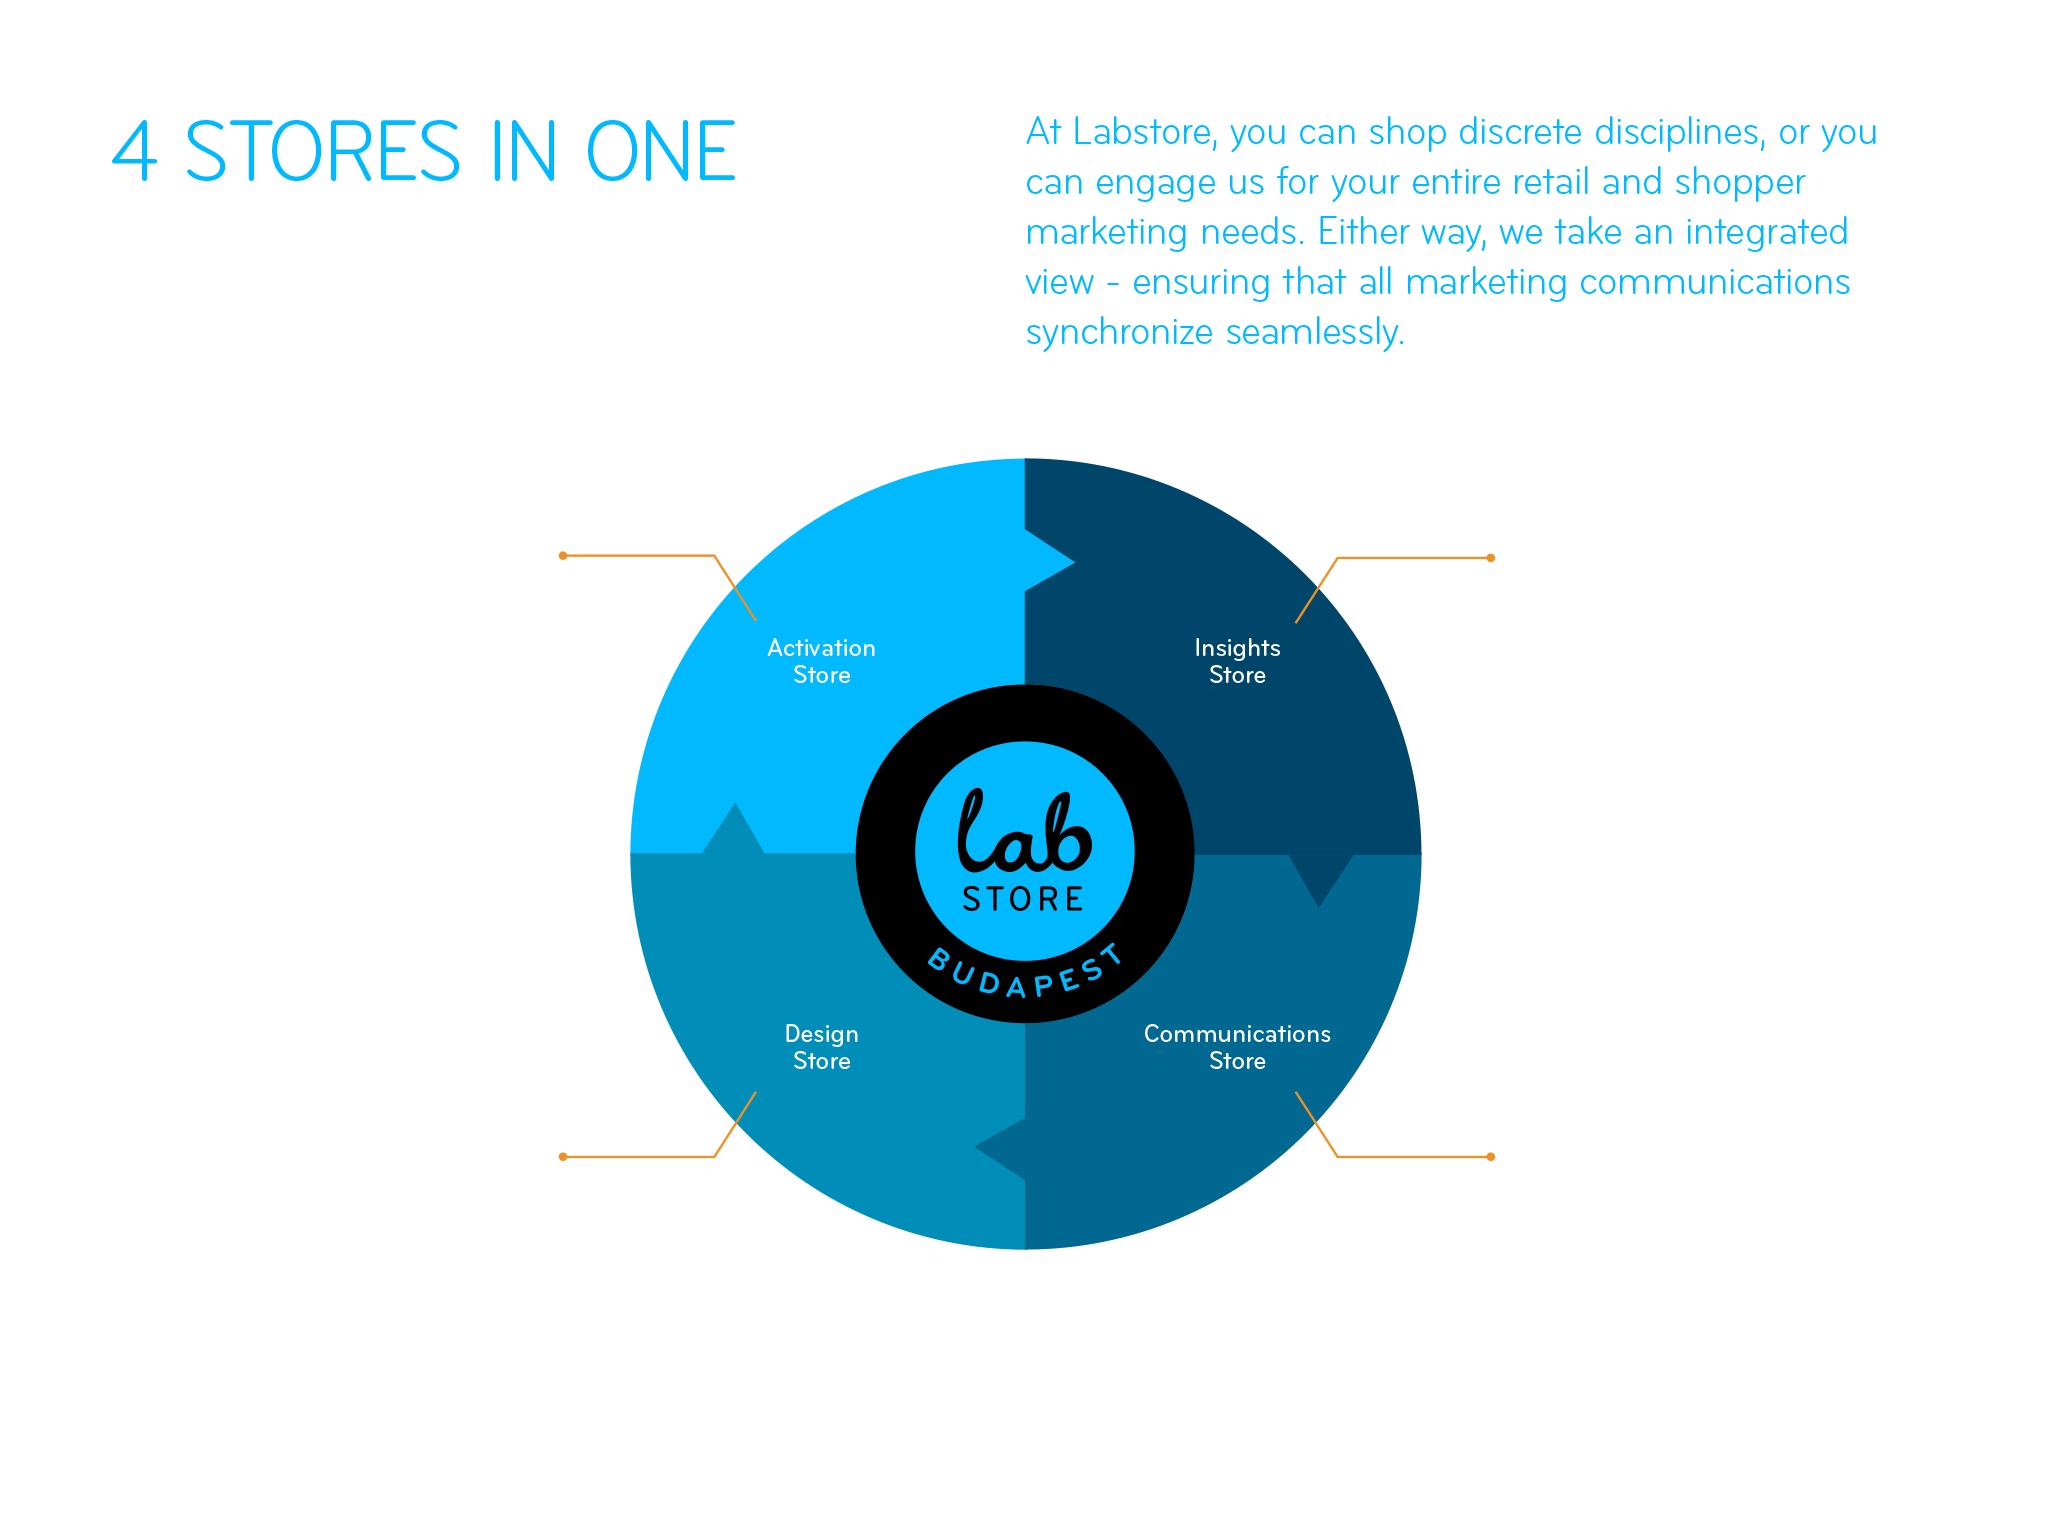 4 STORES IN ONE
At Labstore, you can shop discrete disciplines, or you
can engage us for your entire retail and shopper
marketing needs. Either way, we take an integrated
view - ensuring that all marketing communications
synchronize seamlessly.
Activation
Store
Insights
Store
lab
STORE
BUDAPEST
Design
Store
Communications
Store